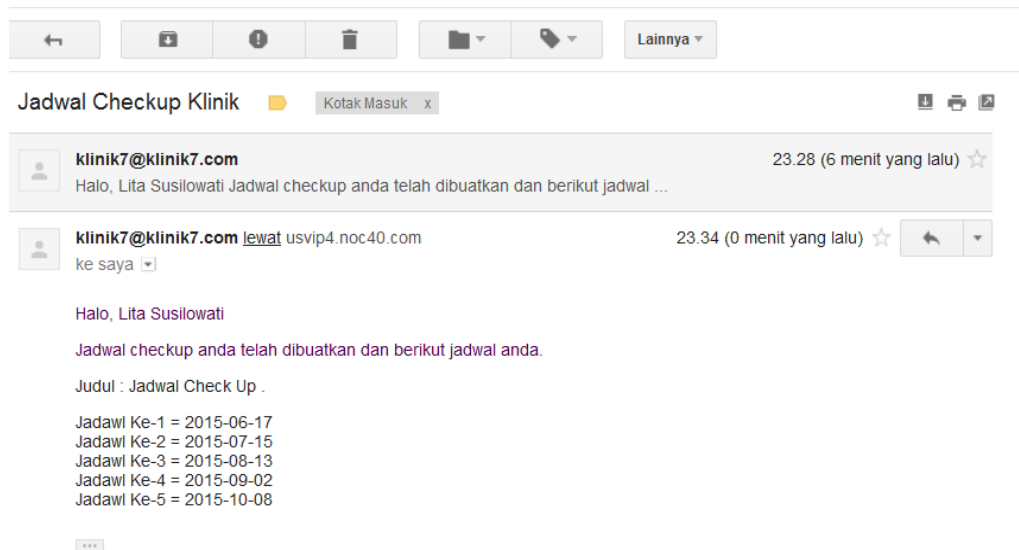 Lainnya
Jadwal Checkup Klinik Kotak Masuk x
klinik7@klinik7.com 23.28 (6 menit yang lalu)
Halo, Lita Susilowati Jadwal checkup anda telah dibuatkan dan berikut jadwal ...
klinik7@klinik7.com lewat usvip4.noc40.com 23.34 (0 menit yang lalu)
ke saya
Halo, Lita Susilowati
Jadwal checkup anda telah dibuatkan dan berikut jadwal anda.
Judul : Jadwal Check Up .
Jadawl Ke-1 = 2015-06-17
Jadawl Ke-2 = 2015-07-15
Jadawl Ke-3 = 2015-08-13
Jadawl Ke-4 = 2015-09-02
Jadawl Ke-5 = 2015-10-08